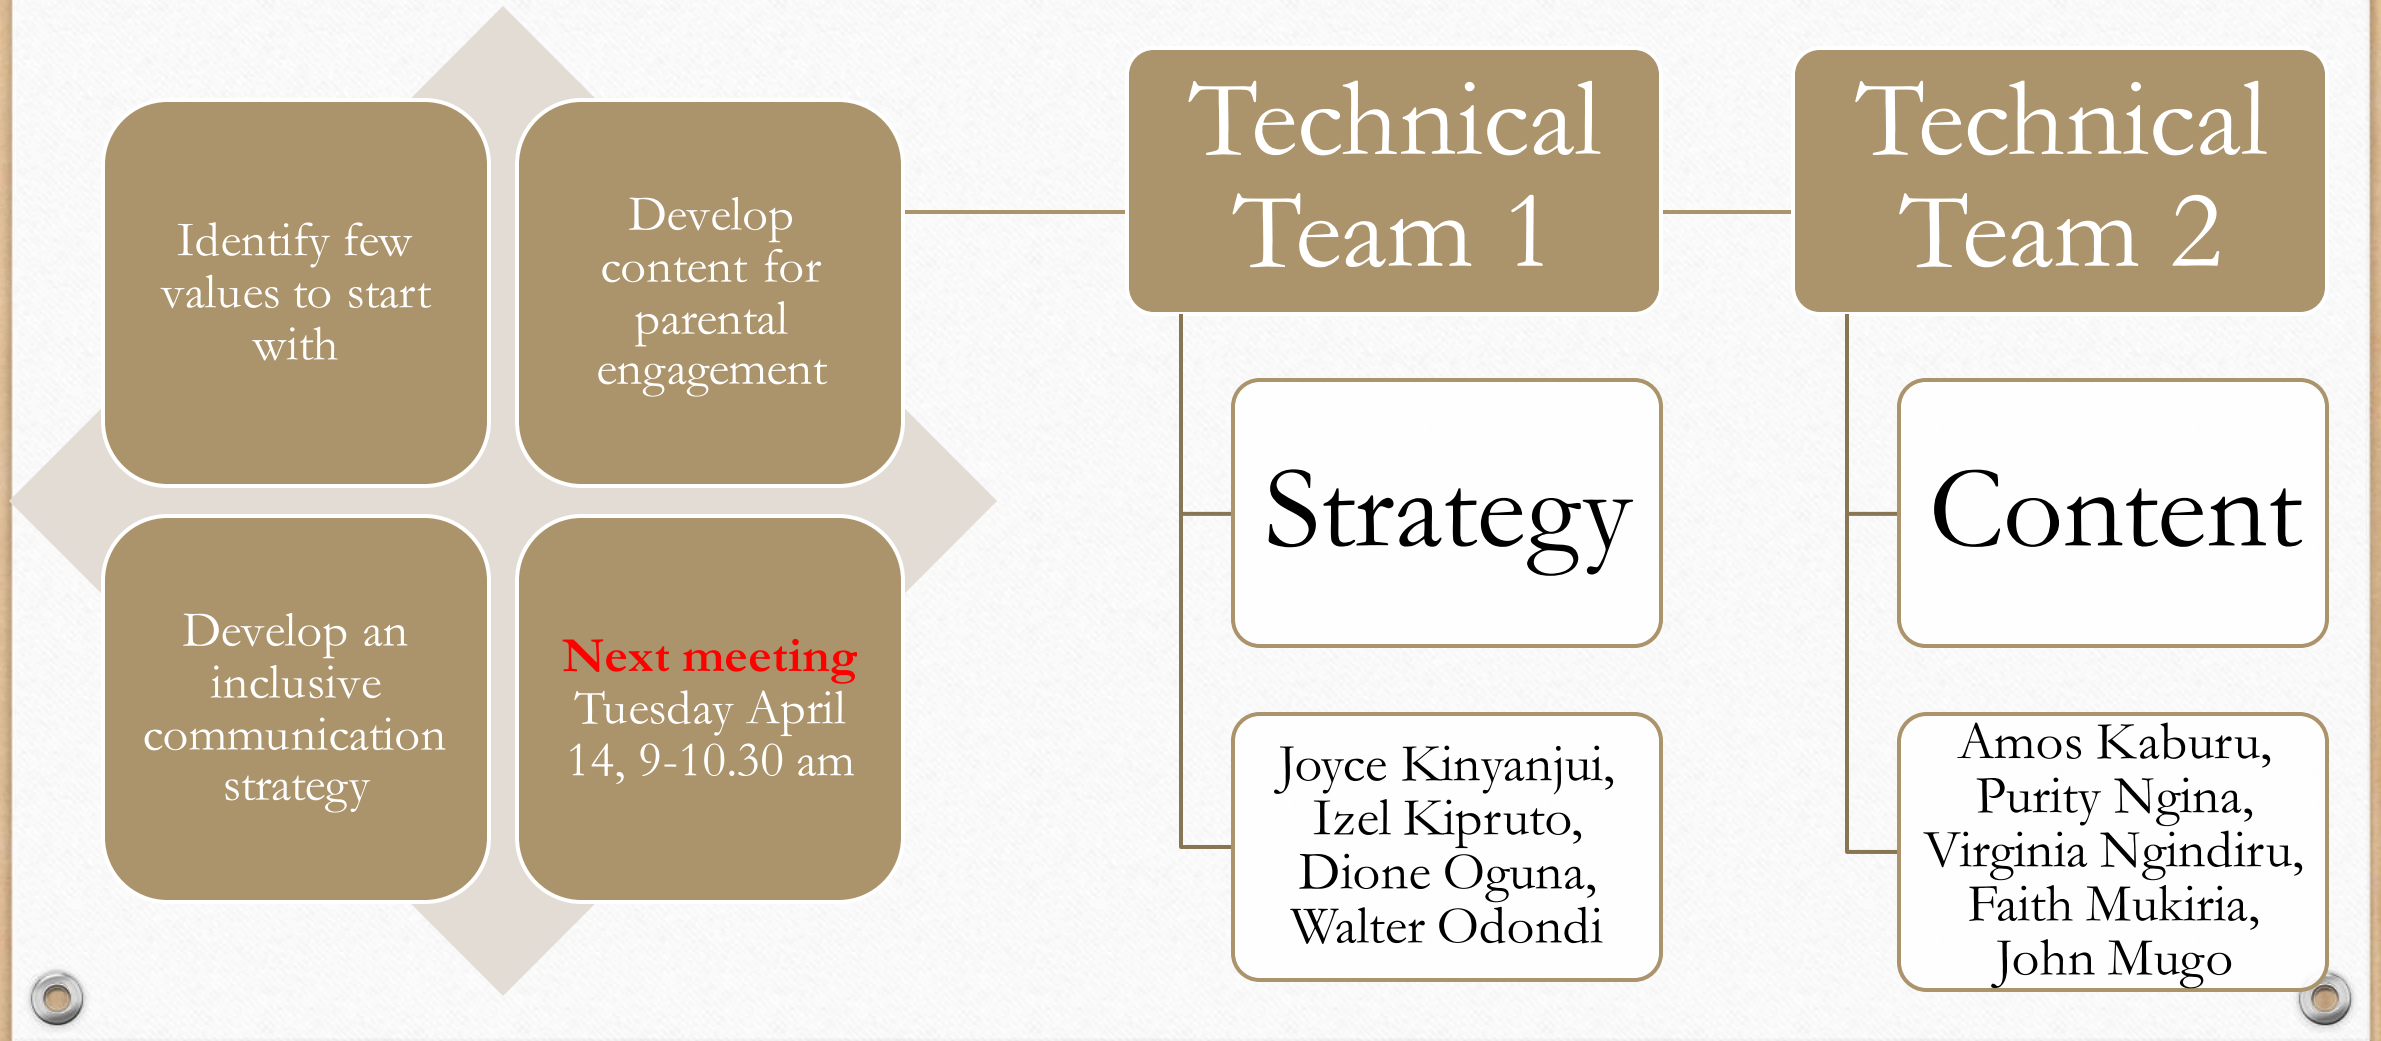 Identify few
values to start
with
Develop
content for
parental
engagement
Develop an
inclusive
communication
strategy
Next meeting
Tuesday April
14, 9-10.30 am
Technical
Team 1
Strategy
Joyce Kinyanjui,
Izel Kipruto,
Dione Oguna,
Walter Odondi
Technical
Team 2
Content
Amos Kaburu,
Purity Ngina,
Virginia Ngindiru,
Faith Mukiria,
John Mugo